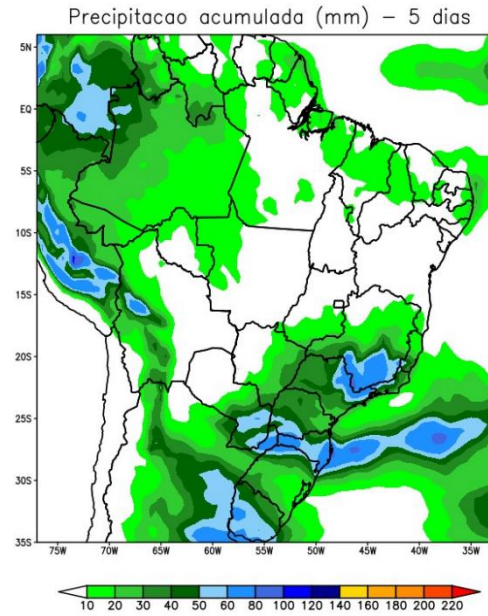 Precipitacao acumulada (mm) – 5 dias
5N
EQ
5S
10S
15S
20S
25S
30S
35S
75W 70W 65W 60W 55W 50W 45W 40W 35W
10 20 30 40 50 60 80 100 120 140 160 180 200 220